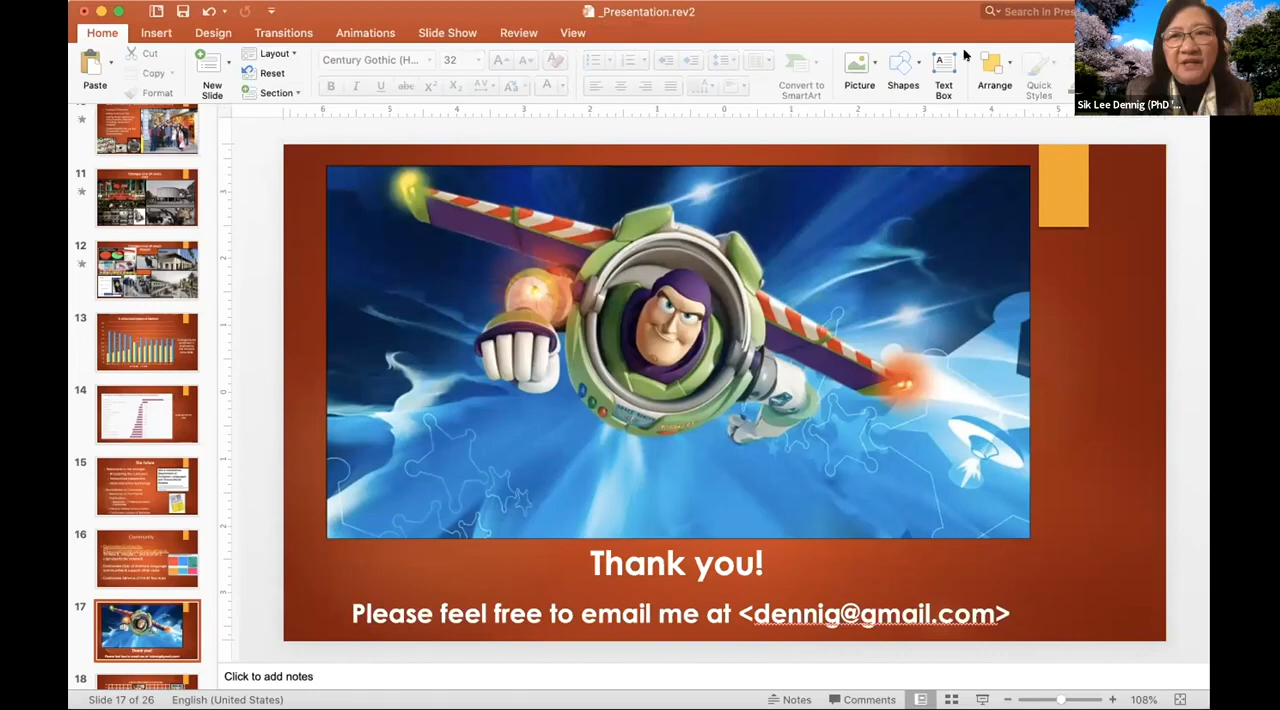 _Presentation.rev2
Search in Pres
Home Insert Design Transitions Animations Slide Show Review View
Paste
Cut
Copy
Format
New
Slide
Layout
Reset
Section
Century Gothic (H...
32
Convert to
SmartArt
Picture
Shapes
Text
Box
Arrange
Quick
Styles
Sik Lee Dennig (PhD '...
11
12
13
14
15
The future
16
Community
17
18
Thank you!
Please feel free to email me at <dennig@gmail.com>
Click to add notes
Slide 17 of 26 English (United States) Notes Comments 108%